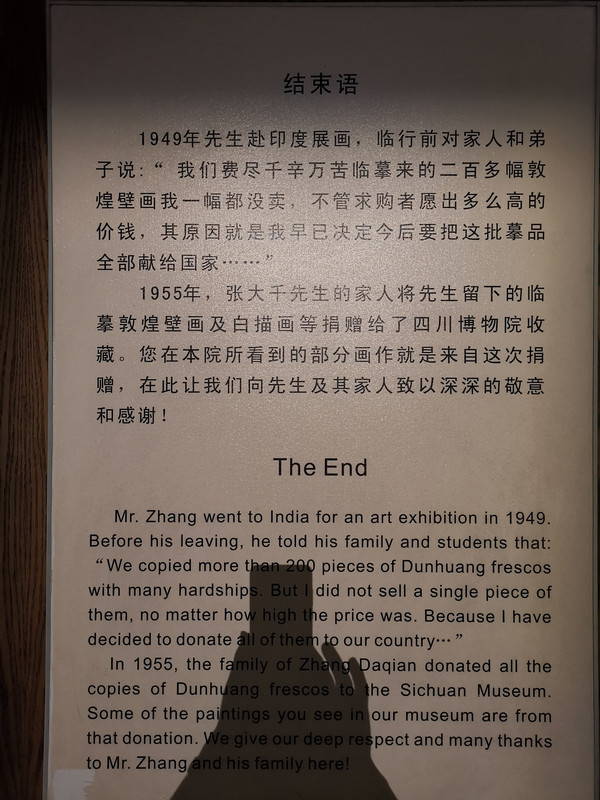 结束语
1949年先生赴印度展画，临行前对家人和弟
子说：“ 我们费尽千辛万苦临摹来的二百多幅敦
煌壁画我一幅都没卖，不管求购者愿出多么高的
价钱，其原因就是我早已决定今后要把这批摹品
全部献给国家……”
1955年，张大千先生的家人将先生留下的临
摹敦煌壁画及白描画等捐赠给了四川博物院收
藏。您在本院所看到的部分画作就是来自这次捐
赠，在此让我们向先生及其家人致以深深的敬意
和感谢！
The End
Mr. Zhang went to India for an art exhibition in 1949.
Before his leaving, he told his family and students that:
“We copied more than 200 pieces of Dunhuang frescos
with many hardships. But I did not sell a single piece of
them, no matter how high the price was. Because I have
decided to donate all of them to our country…”
In 1955, the family of Zhang Daqian donated all the
copies of Dunhuang frescos to the Sichuan Museum.
Some of the paintings you see in our museum are from
that donation. We give our deep respect and many thanks
to Mr. Zhang and his family here!